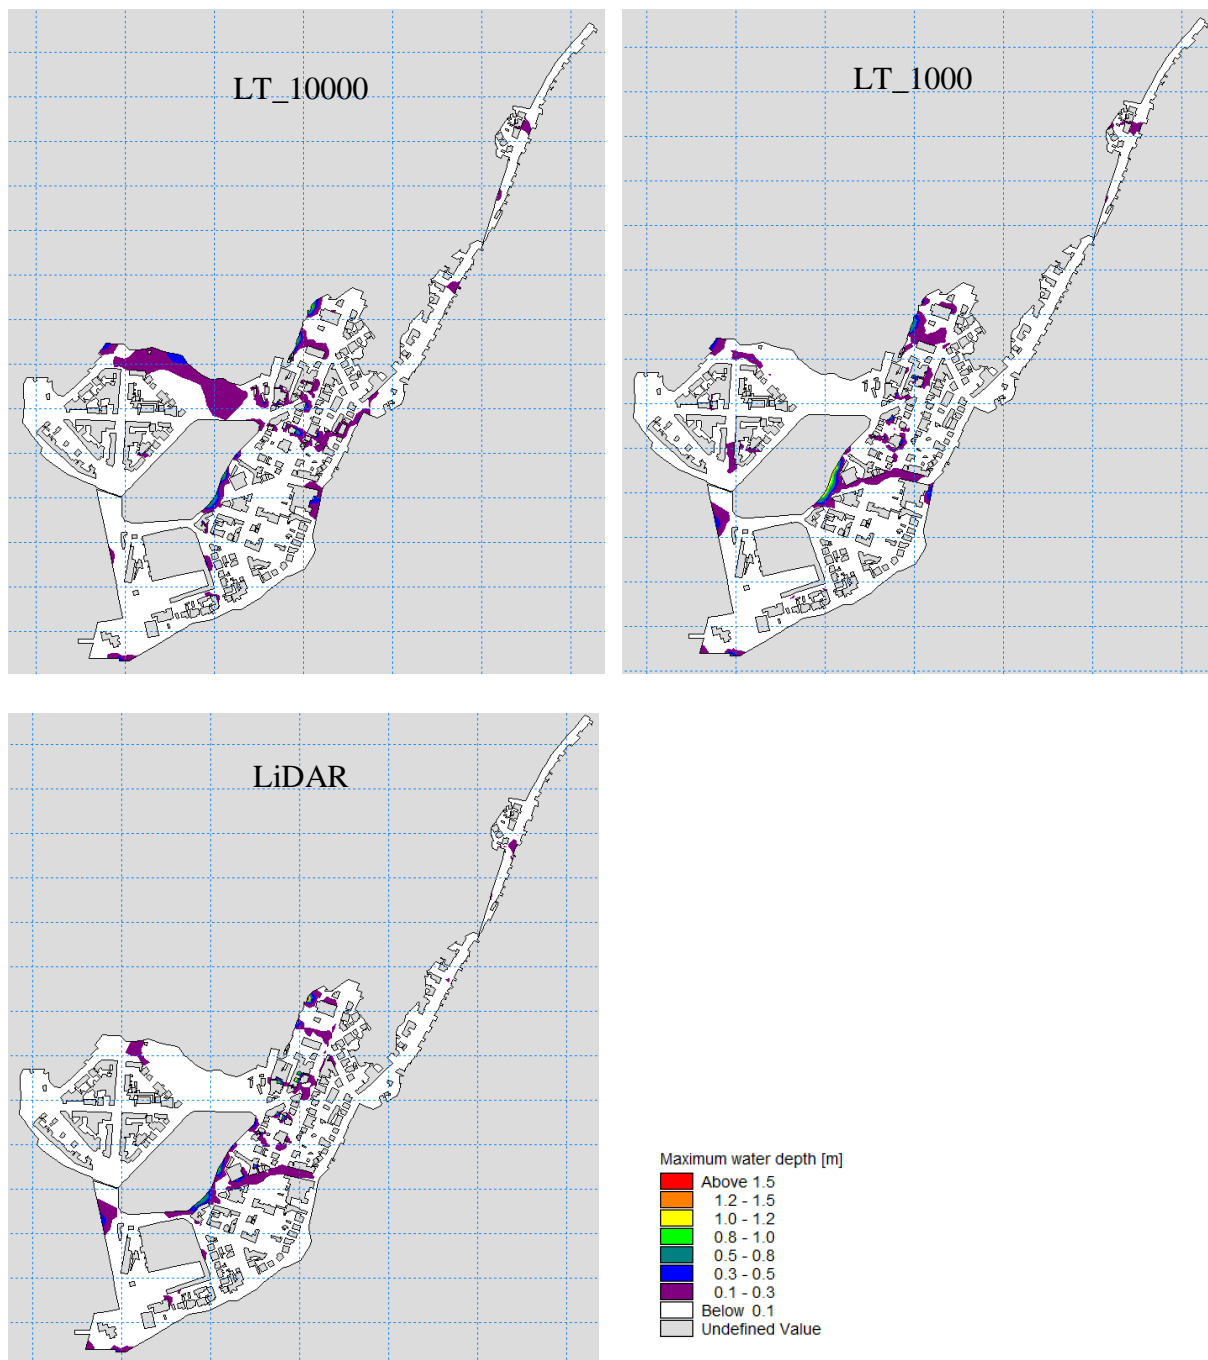 LT_10000
LT_1000
LiDAR
Maximum water depth [m]
Above 1.5
1.2 - 1.5
1.0 - 1.2
0.8 - 1.0
0.5 - 0.8
0.3 - 0.5
0.1 - 0.3
Below 0.1
Undefined Value